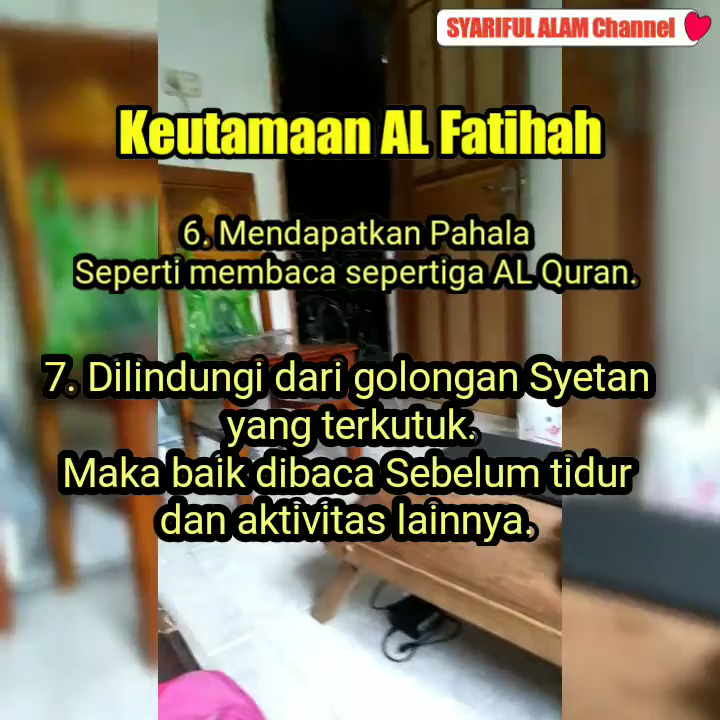 SYARIFUL ALAM Channel
Keutamaan AL Fatihah
6. Mendapatkan Pahala
Seperti membaca sepertiga AL Quran.
7. Dilindungi dari golongan Syetan
yang terkutuk.
Maka baik dibaca Sebelum tidur
dan aktivitas lainnya.